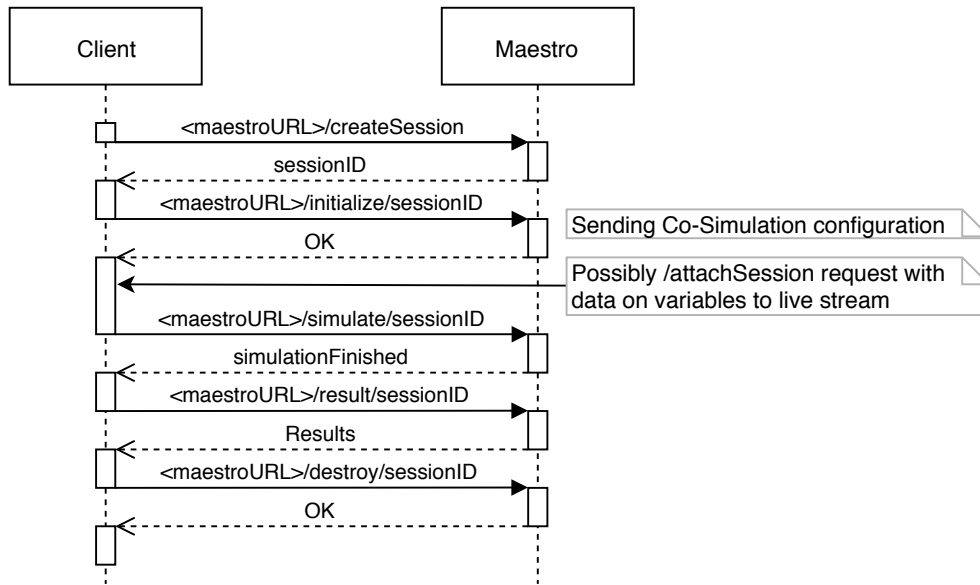 Client
Maestro
<maestroURL>/createSession
sessionID
<maestroURL>/initialize/sessionID
Sending Co-Simulation configuration
OK
Possibly /attachSession request with
data on variables to live stream
<maestroURL>/simulate/sessionID
simulationFinished
<maestroURL>/result/sessionID
Results
<maestroURL>/destroy/sessionID
OK